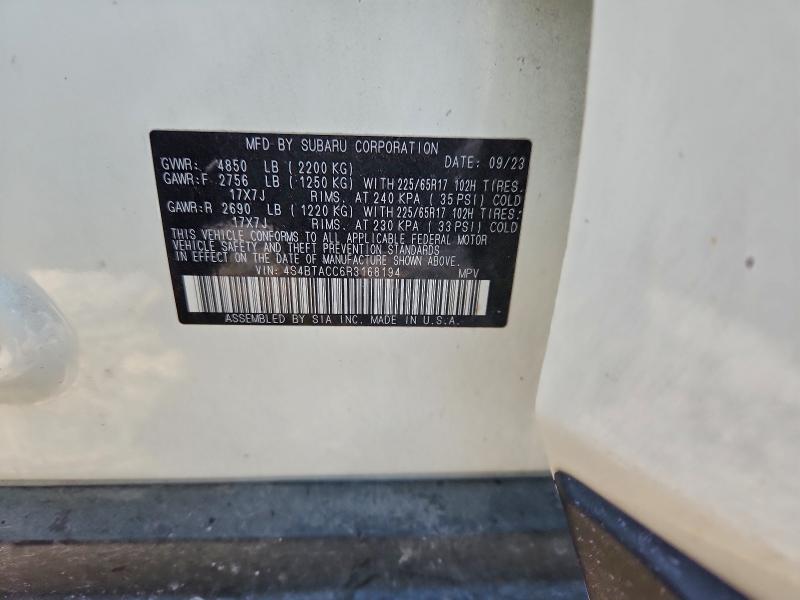 MFD BY SUBARU CORPORATION
GVWR: 4850 LB (2200 KG) DATE: 09/23
GAWR:F 2756 LB (1250 KG) WITH 225/65R17 102H TIRES.
17X7J RIMS. AT 240 KPA (35 PSI) COLD
GAWR:R 2690 LB (1220 KG) WITH 225/65R17 102H TIRES.
17X7J RIMS. AT 230 KPA (33 PSI) COLD
THIS VEHICLE CONFORMS TO ALL APPLICABLE FEDERAL MOTOR
VEHICLE SAFETY AND THEFT PREVENTION STANDARDS
IN EFFECT ON THE DATE OF MANUFACTURE SHOWN ABOVE.
VIN: 4S4BTACC6R3168194 MPV
ASSEMBLED BY SIA INC. MADE IN U.S.A.